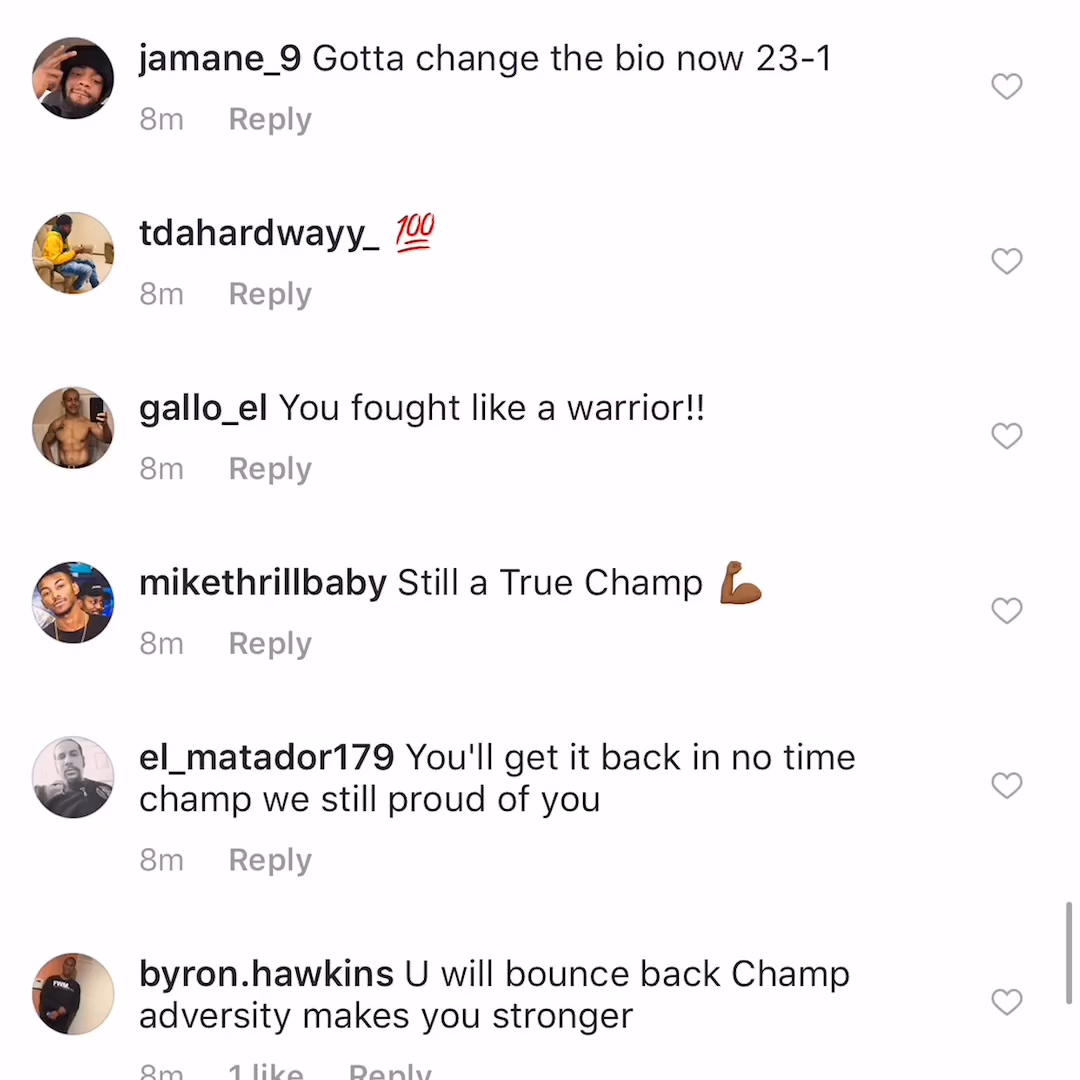 jamane_9 Gotta change the bio now 23-1
8m Reply
tdahardwayy_ 💯
8m Reply
gallo_el You fought like a warrior!!
8m Reply
mikethrillbaby Still a True Champ 💪🏾
8m Reply
el_matador179 You'll get it back in no time
champ we still proud of you
8m Reply
byron.hawkins U will bounce back Champ
adversity makes you stronger
8m 1 like Reply